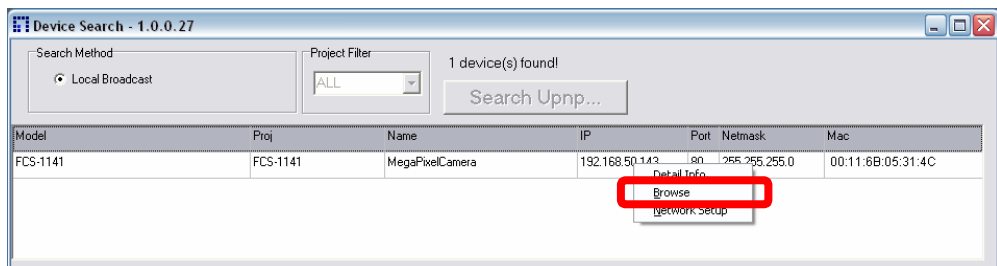 Device Search - 1.0.0.27
Search Method
Project Filter
Local Broadcast
ALL
1 device(s) found!
Search Upnp...
Model Proj Name IP Port Netmask Mac
FCS-1141 FCS-1141 MegaPixelCamera 192.168.50.143 80 255.255.255.0 00:11:6B:05:31:4C
Detail Info
Browse
Network Setup